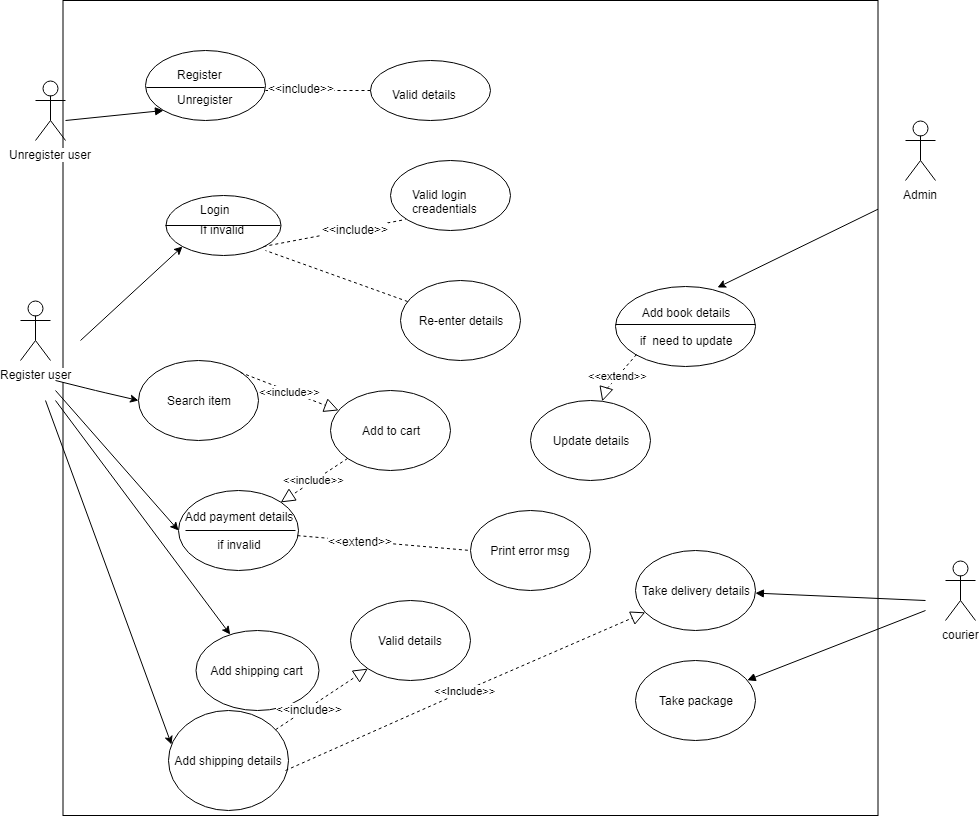 Register
<<include>>
Unregister
Valid details
Unregister user
Admin
Valid login
creadentials
Login
If invalid
<<include>>
Re-enter details
Add book details
if need to update
<<extend>>
Register user
Search item
<<include>>
Add to cart
Update details
<<include>>
Add payment details
if invalid
<<extend>>
Print error msg
Take delivery details
courier
Valid details
Add shipping cart
<<Include>>
Take package
<<include>>
Add shipping details